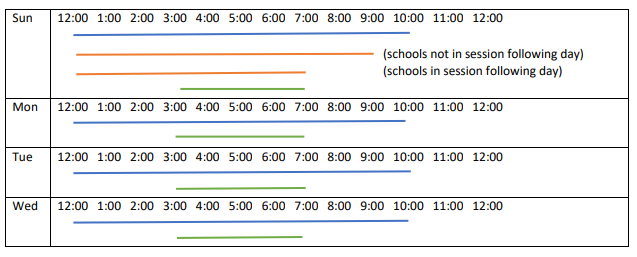 Sun 12:00 1:00 2:00 3:00 4:00 5:00 6:00 7:00 8:00 9:00 10:00 11:00 12:00
(schools not in session following day)
(schools in session following day)
Mon 12:00 1:00 2:00 3:00 4:00 5:00 6:00 7:00 8:00 9:00 10:00 11:00 12:00
Tue 12:00 1:00 2:00 3:00 4:00 5:00 6:00 7:00 8:00 9:00 10:00 11:00 12:00
Wed 12:00 1:00 2:00 3:00 4:00 5:00 6:00 7:00 8:00 9:00 10:00 11:00 12:00